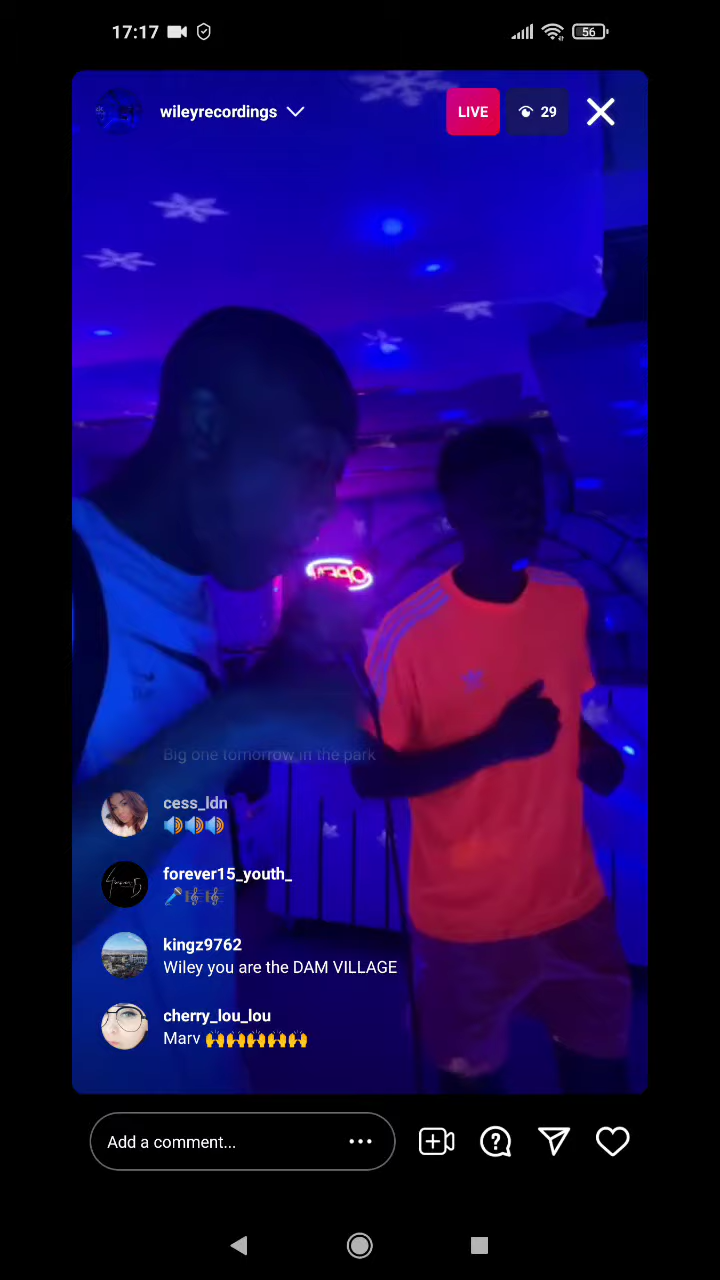 17:17
56
wileyrecordings
LIVE
29
OPEN
Big one tomorrow in the park
cess_ldn
🔊🔊🔊
forever15_youth_
🎤🎼🎼
kingz9762
Wiley you are the DAM VILLAGE
cherry_lou_lou
Marv 🙌🙌🙌🙌🙌
Add a comment...